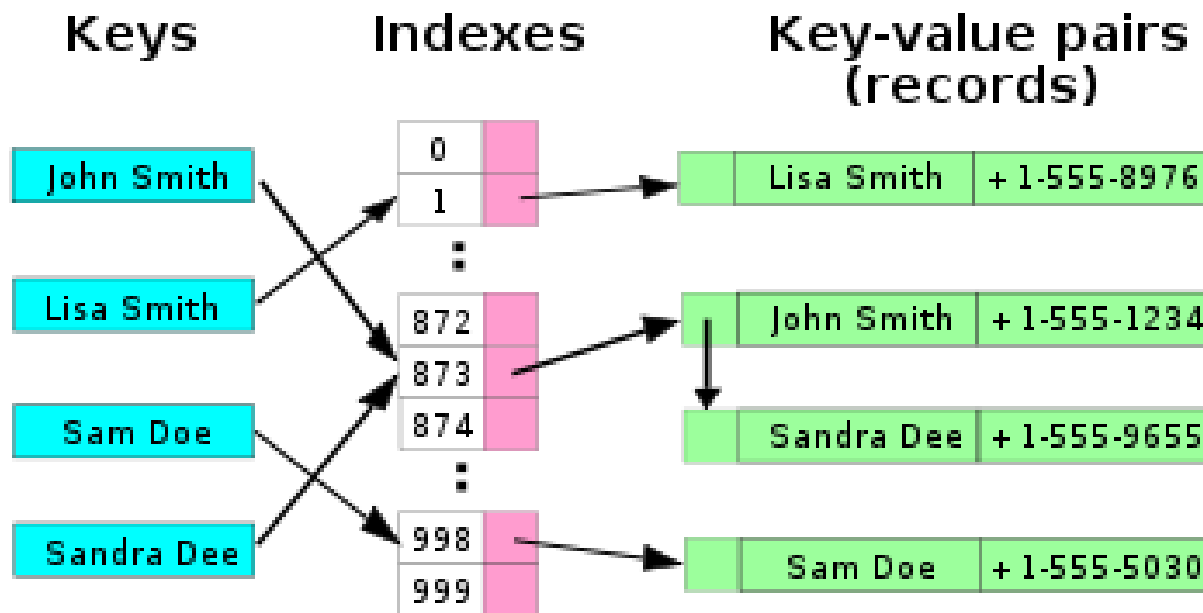 Keys
Indexes
Key-value pairs
(records)
John Smith
Lisa Smith
Sam Doe
Sandra Dee
0
1
:
872
873
874
:
998
999
Lisa Smith + 1-555-8976
John Smith + 1-555-1234
Sandra Dee + 1-555-9655
Sam Doe + 1-555-5030